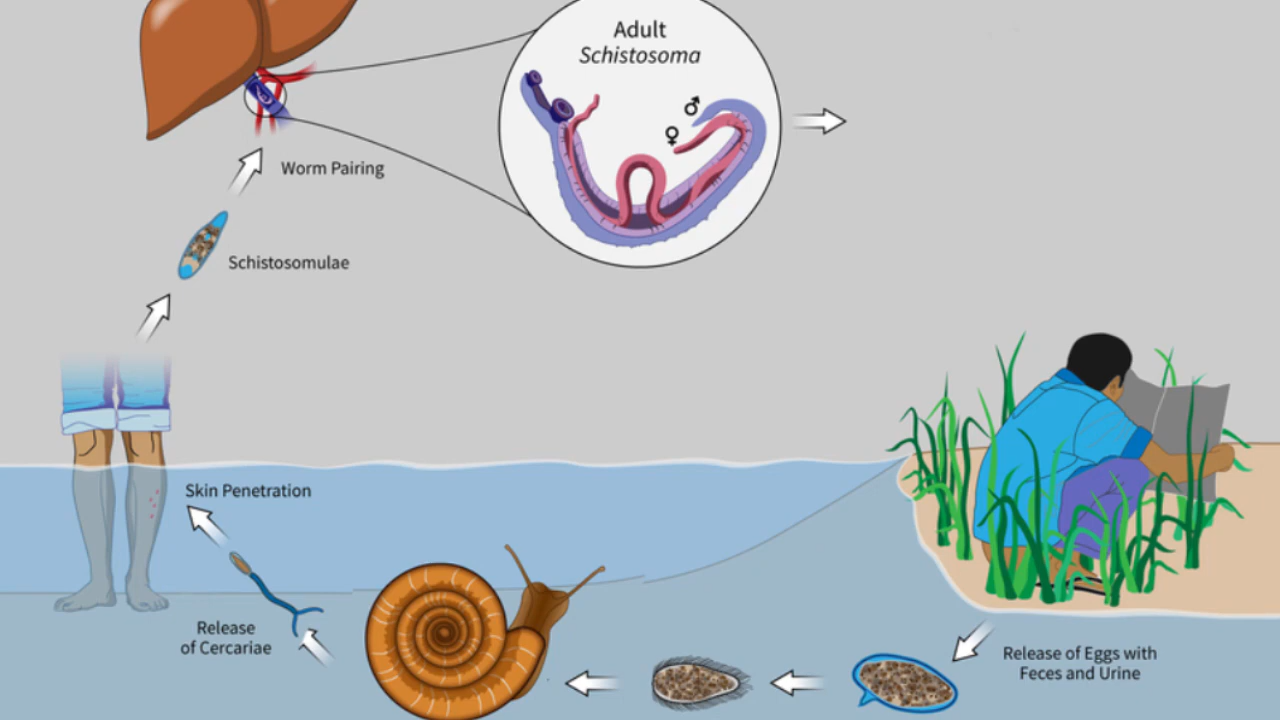 Adult
Schistosoma
♂
♀
Worm Pairing
Schistosomulae
Skin Penetration
Release
of Cercariae
Release of Eggs with
Feces and Urine